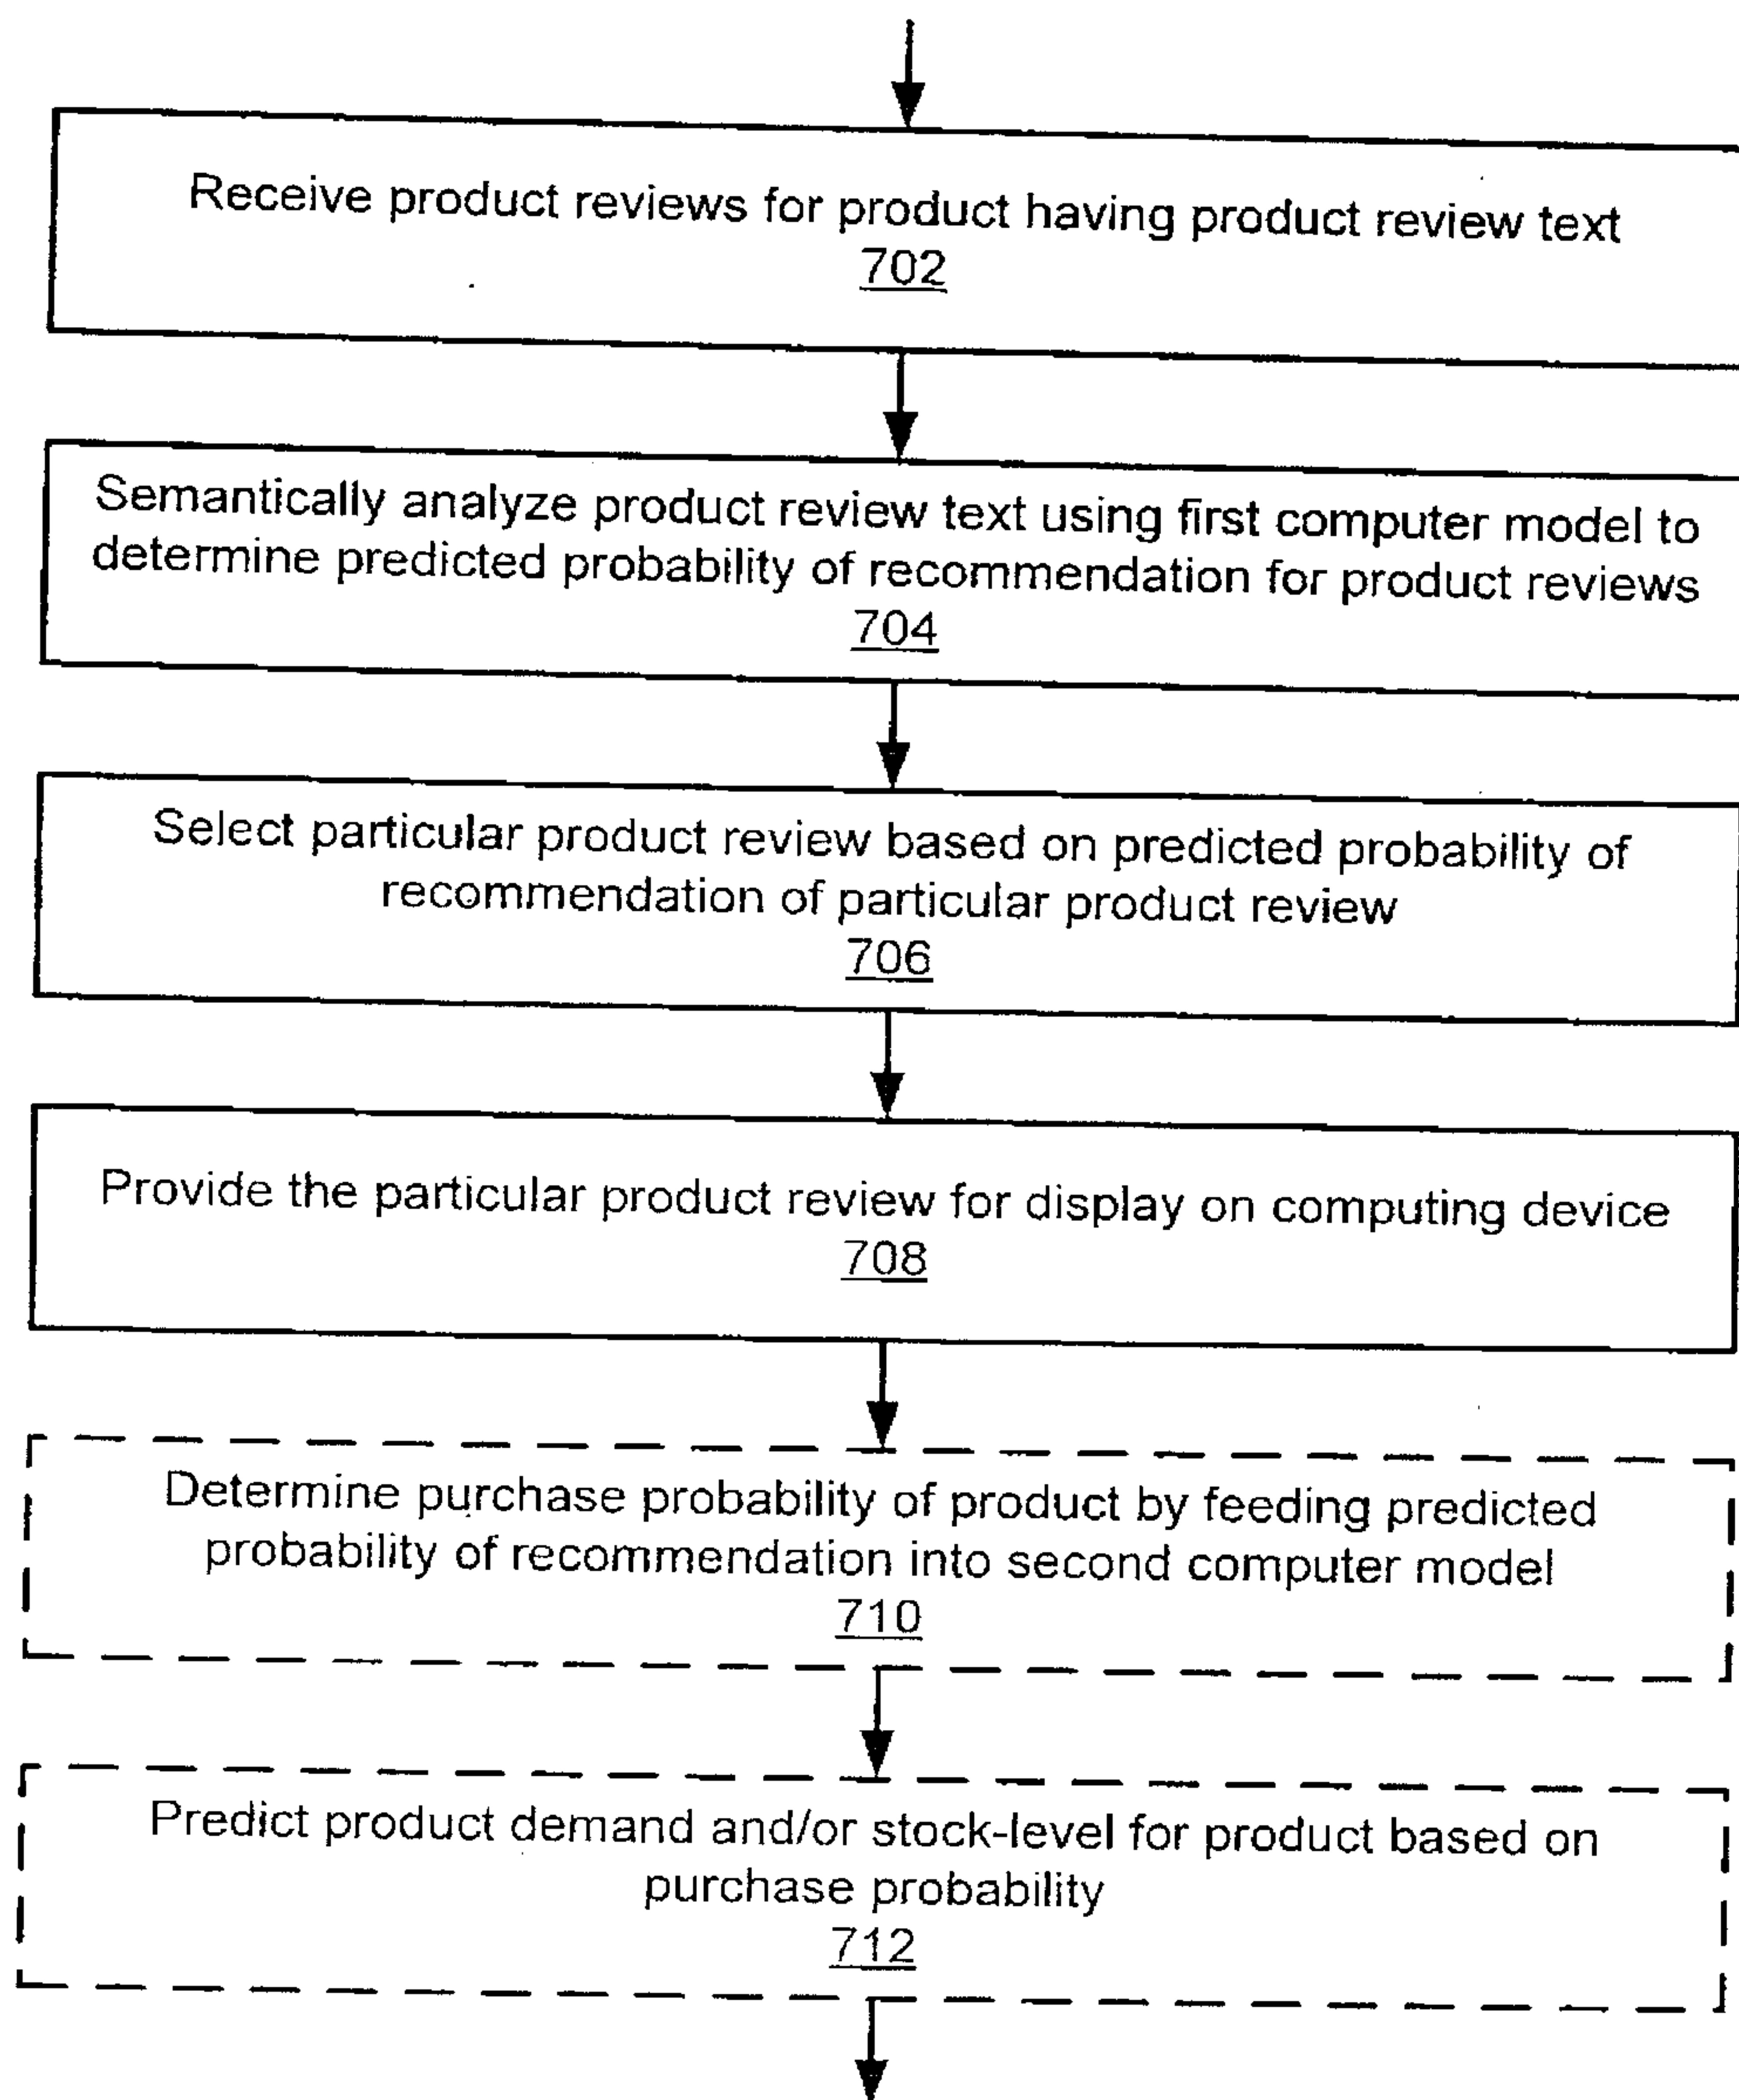 Receive product reviews for product having product review text
702
Semantically analyze product review text using first computer model to
determine predicted probability of recommendation for product reviews
704
Select particular product review based on predicted probability of
recommendation of particular product review
706
Provide the particular product review for display on computing device
708
Determine purchase probability of product by feeding predicted
probability of recommendation into second computer model
710
Predict product demand and/or stock-level for product based on
purchase probability
712